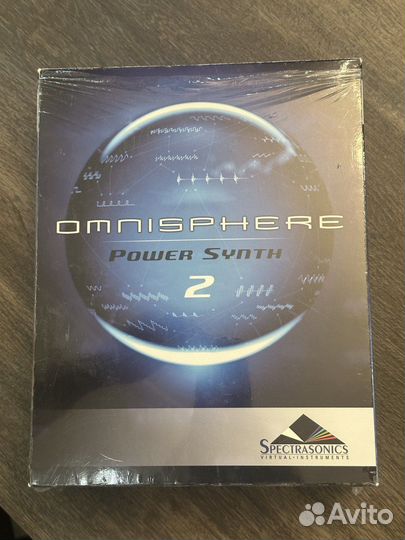 OMNISPHERE
POWER SYNTH
2
SPECTRASONICS
VIRTUAL-INSTRUMENTS
Avito